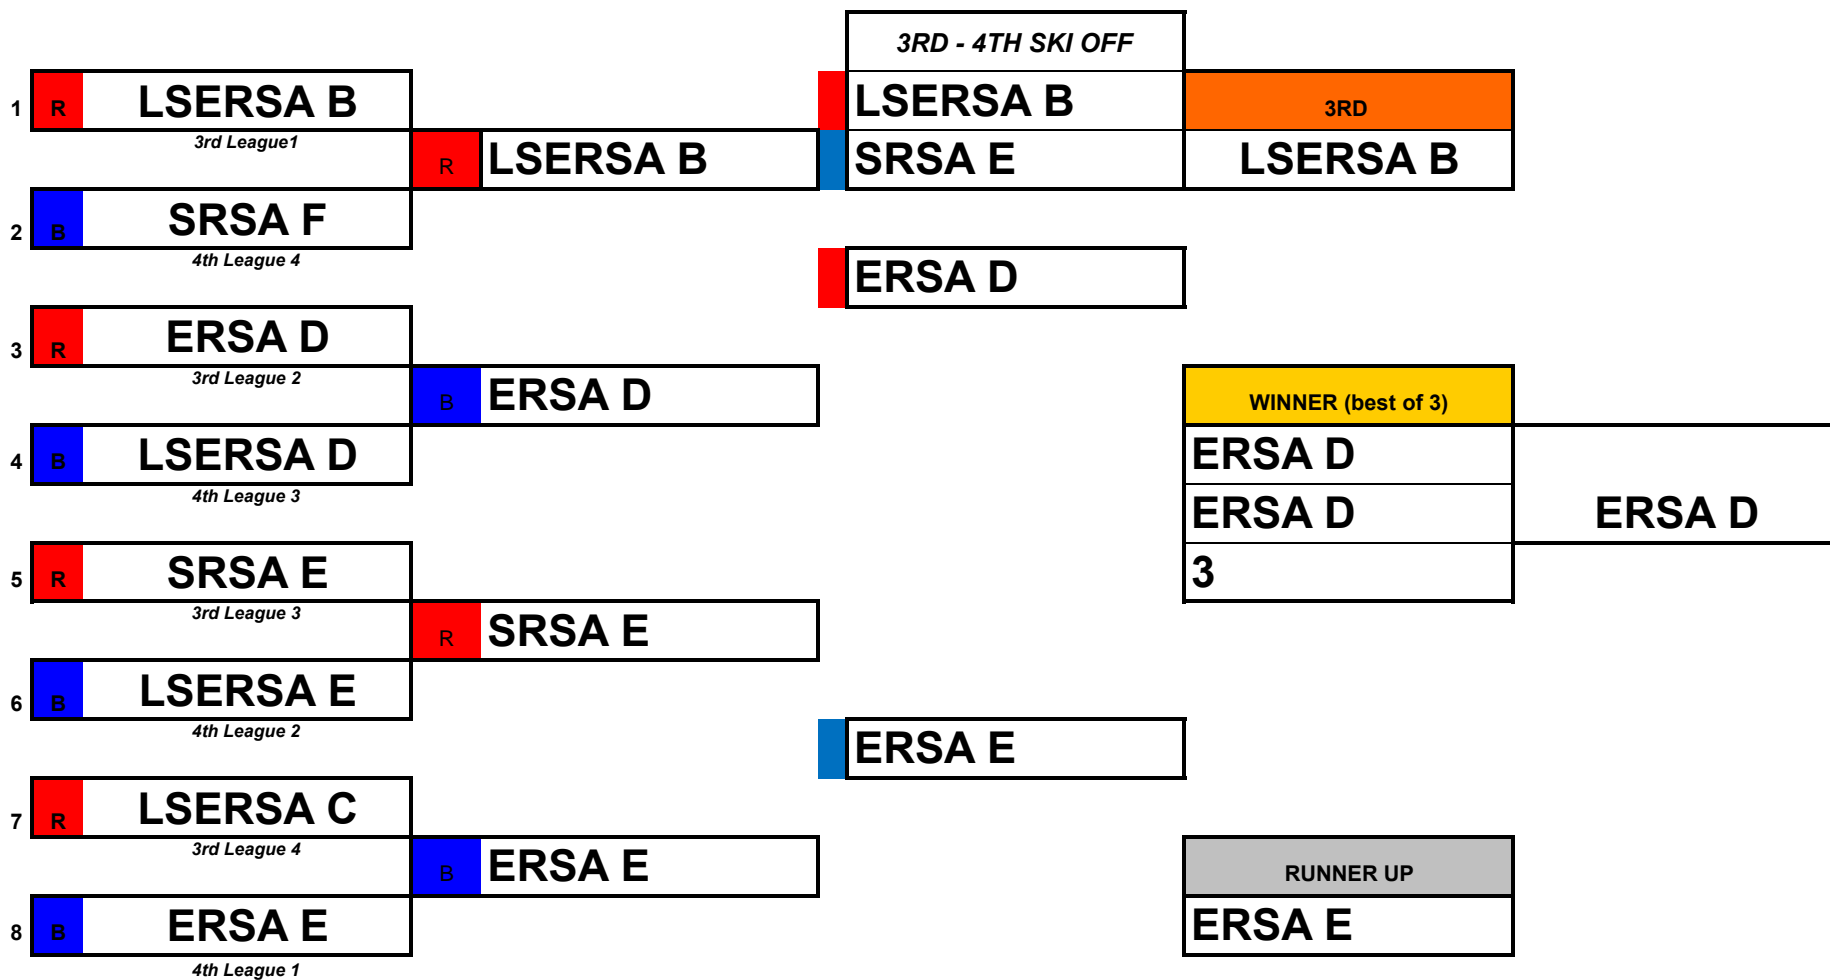 3RD - 4TH SKI OFF
1 R LSERSA B LSERSA B 3RD
3rd League1
R LSERSA B SRSA E LSERSA B
2 B SRSA F
4th League 4
ERSA D
3 R ERSA D
3rd League 2
B ERSA D WINNER (best of 3)
4 B LSERSA D ERSA D
4th League 3
ERSA D ERSA D
5 R SRSA E 3
3rd League 3
R SRSA E
6 B LSERSA E
4th League 2
ERSA E
7 R LSERSA C
3rd League 4
B ERSA E RUNNER UP
8 B ERSA E ERSA E
4th League 1